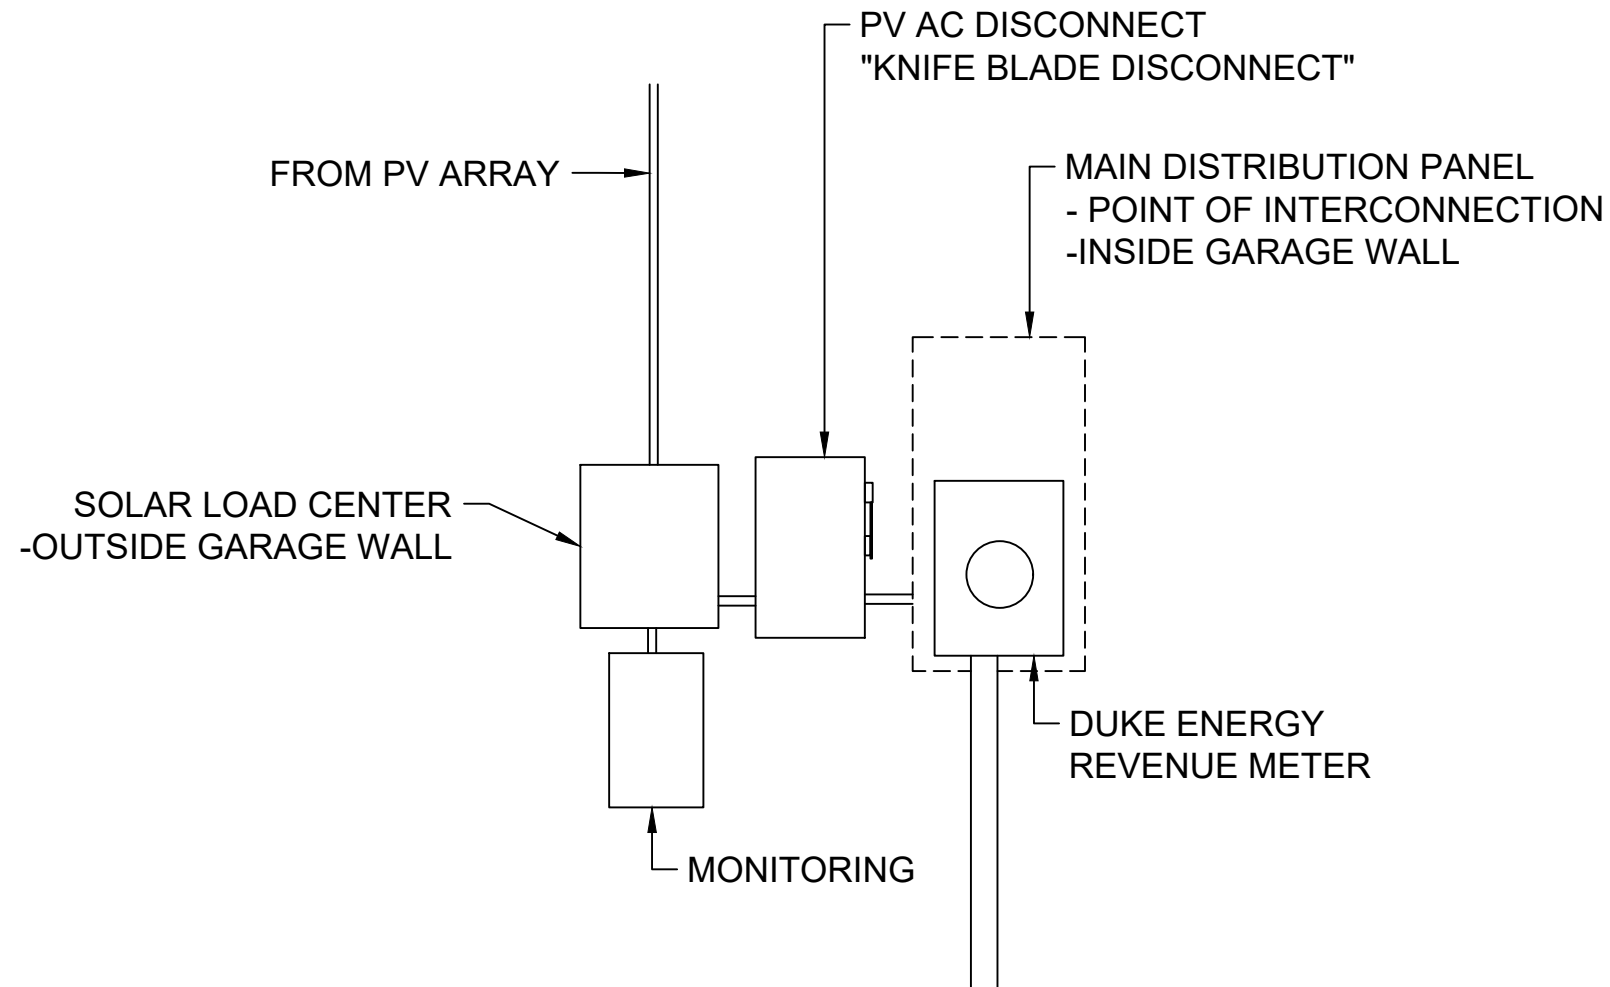 PV AC DISCONNECT
"KNIFE BLADE DISCONNECT"
FROM PV ARRAY
MAIN DISTRIBUTION PANEL
- POINT OF INTERCONNECTION
-INSIDE GARAGE WALL
SOLAR LOAD CENTER
-OUTSIDE GARAGE WALL
DUKE ENERGY
REVENUE METER
MONITORING